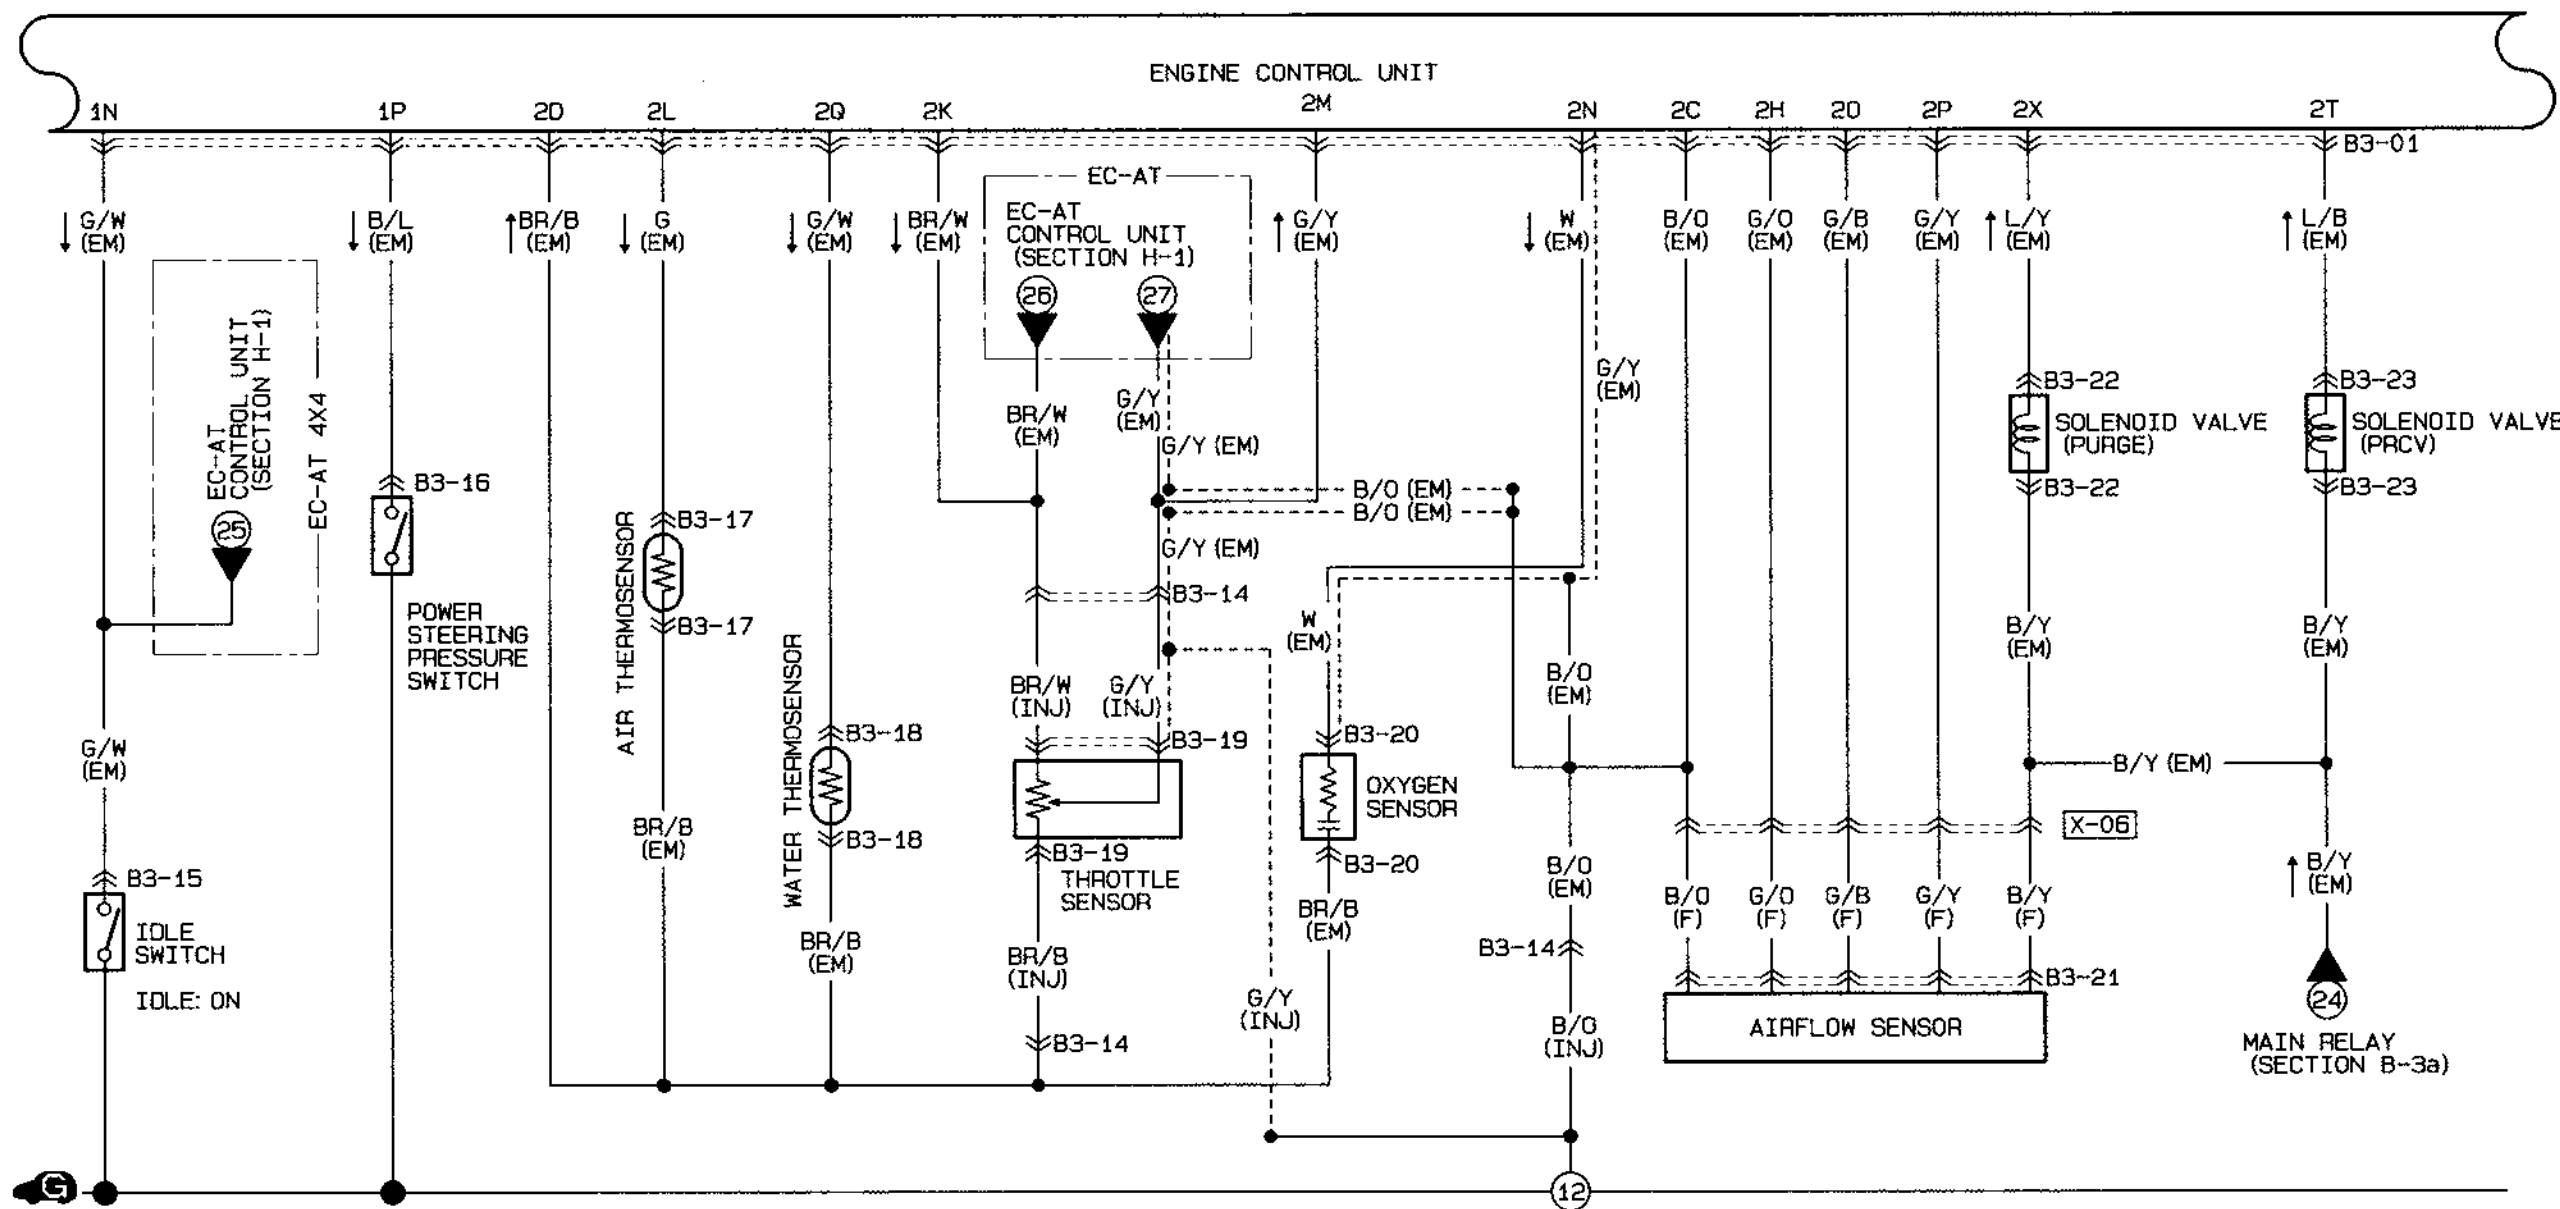 ENGINE CONTROL UNIT
1N 1P 2D 2L 2Q 2K 2M 2N 2C 2H 2O 2P 2X 2T
B3-01
G/W
(EM)
B/L
(EM)
BR/B
(EM)
G
(EM)
G/W
(EM)
BR/W
(EM)
EC-AT
EC-AT
CONTROL UNIT
(SECTION H-1)
26
27
G/Y
(EM)
W
(EM)
B/O
(EM)
G/O
(EM)
G/B
(EM)
G/Y
(EM)
L/Y
(EM)
L/B
(EM)
EC-AT
CONTROL UNIT
(SECTION H-1)
25
EC-AT 4X4
BR/W
(EM)
G/Y
(EM)
G/Y (EM)
B/O (EM)
B/O (EM)
G/Y (EM)
G/Y
(EM)
B3-22
SOLENOID VALVE
(PURGE)
B3-22
B3-23
SOLENOID VALVE
(PRCV)
B3-23
B3-16
POWER
STEERING
PRESSURE
SWITCH
B3-17
AIR THERMOSENSOR
B3-17
B3-14
W
(EM)
B/O
(EM)
B/Y
(EM)
B/Y
(EM)
G/W
(EM)
WATER THERMOSENSOR
B3-18
B3-18
BR/W
(INJ)
G/Y
(INJ)
B3-19
B3-19
THROTTLE
SENSOR
B3-20
OXYGEN
SENSOR
B3-20
B/Y (EM)
X-06
B3-15
IDLE
SWITCH
IDLE: ON
BR/B
(EM)
BR/B
(EM)
BR/B
(INJ)
B3-14
BR/B
(EM)
G/Y
(INJ)
B/O
(EM)
B3-14
B/O
(INJ)
B/O
(F)
G/O
(F)
G/B
(F)
G/Y
(F)
B/Y
(F)
B3-21
AIRFLOW SENSOR
B/Y
(EM)
24
MAIN RELAY
(SECTION B-3a)
G
12